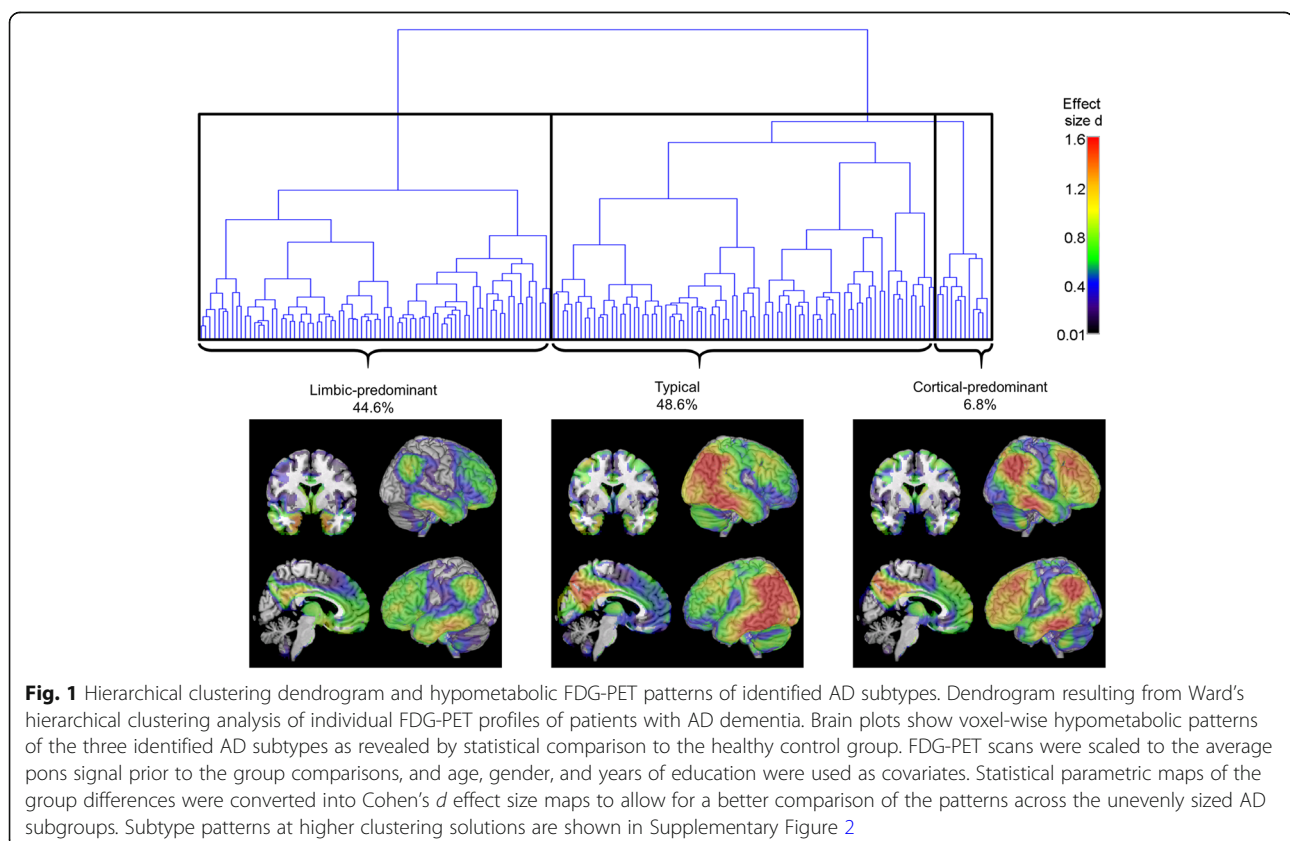 Effect
size d
1.6
1.2
0.8
0.4
0.01
Limbic-predominant
44.6%
Typical
48.6%
Cortical-predominant
6.8%
Fig. 1 Hierarchical clustering dendrogram and hypometabolic FDG-PET patterns of identified AD subtypes. Dendrogram resulting from Ward's
hierarchical clustering analysis of individual FDG-PET profiles of patients with AD dementia. Brain plots show voxel-wise hypometabolic patterns
of the three identified AD subtypes as revealed by statistical comparison to the healthy control group. FDG-PET scans were scaled to the average
pons signal prior to the group comparisons, and age, gender, and years of education were used as covariates. Statistical parametric maps of the
group differences were converted into Cohen's d effect size maps to allow for a better comparison of the patterns across the unevenly sized AD
subgroups. Subtype patterns at higher clustering solutions are shown in Supplementary Figure 2